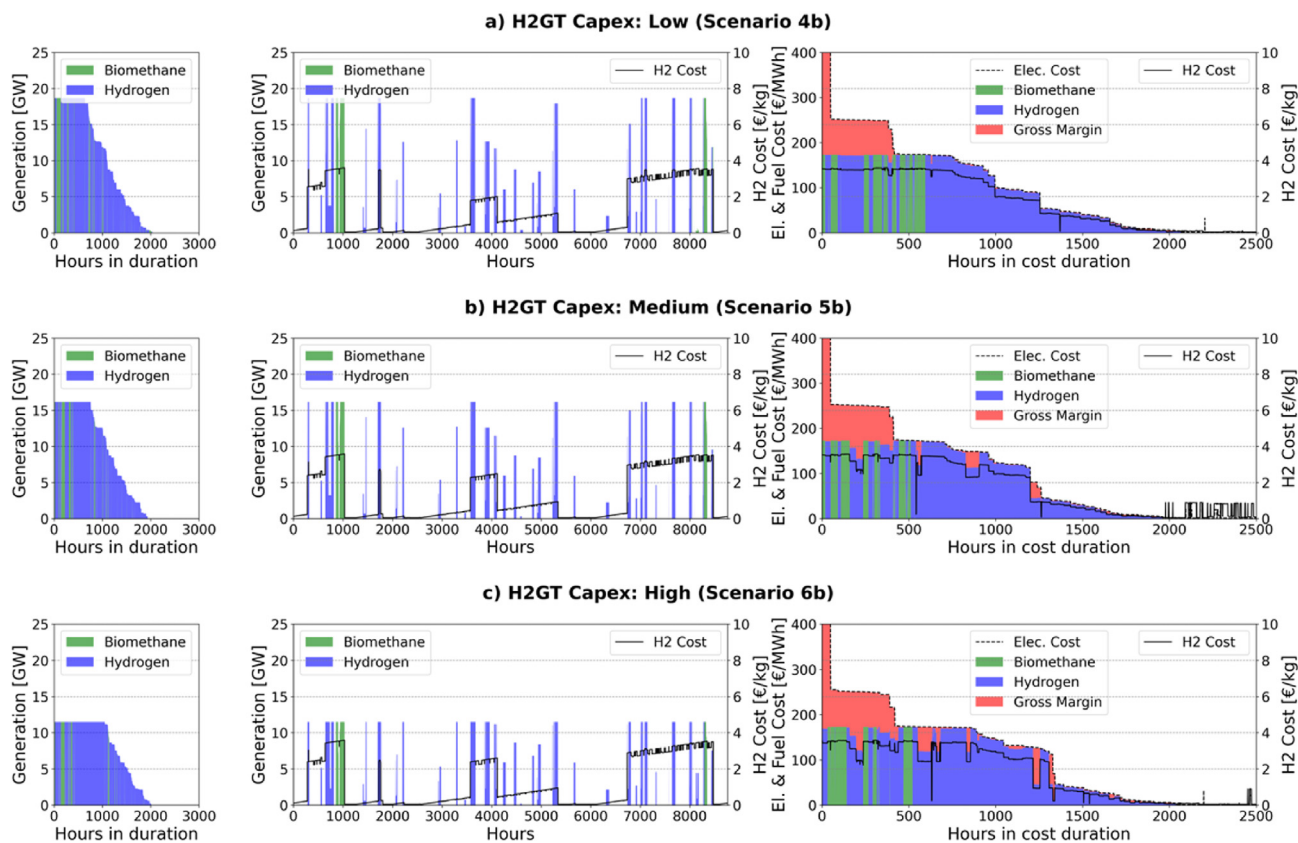 a) H2GT Capex: Low (Scenario 4b)
Generation [GW]
25
20
15
10
5
0
Biomethane
Hydrogen
0
1000
2000
3000
Hours in duration
Generation [GW]
25
20
15
10
5
0
Biomethane
Hydrogen
H2 Cost
0
1000
2000
3000
4000
5000
6000
7000
8000
Hours
10
8
6
4
2
0
H2 Cost [€/kg]
El. & Fuel Cost [€/MWh]
400
300
200
100
0
Elec. Cost
Biomethane
Hydrogen
Gross Margin
H2 Cost
0
500
1000
1500
2000
2500
Hours in cost duration
10
8
6
4
2
0
H2 Cost [€/kg]
b) H2GT Capex: Medium (Scenario 5b)
Generation [GW]
25
20
15
10
5
0
Biomethane
Hydrogen
0
1000
2000
3000
Hours in duration
Generation [GW]
25
20
15
10
5
0
Biomethane
Hydrogen
H2 Cost
0
1000
2000
3000
4000
5000
6000
7000
8000
Hours
10
8
6
4
2
0
H2 Cost [€/kg]
El. & Fuel Cost [€/MWh]
400
300
200
100
0
Elec. Cost
Biomethane
Hydrogen
Gross Margin
H2 Cost
0
500
1000
1500
2000
2500
Hours in cost duration
10
8
6
4
2
0
H2 Cost [€/kg]
c) H2GT Capex: High (Scenario 6b)
Generation [GW]
25
20
15
10
5
0
Biomethane
Hydrogen
0
1000
2000
3000
Hours in duration
Generation [GW]
25
20
15
10
5
0
Biomethane
Hydrogen
H2 Cost
0
1000
2000
3000
4000
5000
6000
7000
8000
Hours
10
8
6
4
2
0
H2 Cost [€/kg]
El. & Fuel Cost [€/MWh]
400
300
200
100
0
Elec. Cost
Biomethane
Hydrogen
Gross Margin
H2 Cost
0
500
1000
1500
2000
2500
Hours in cost duration
10
8
6
4
2
0
H2 Cost [€/kg]